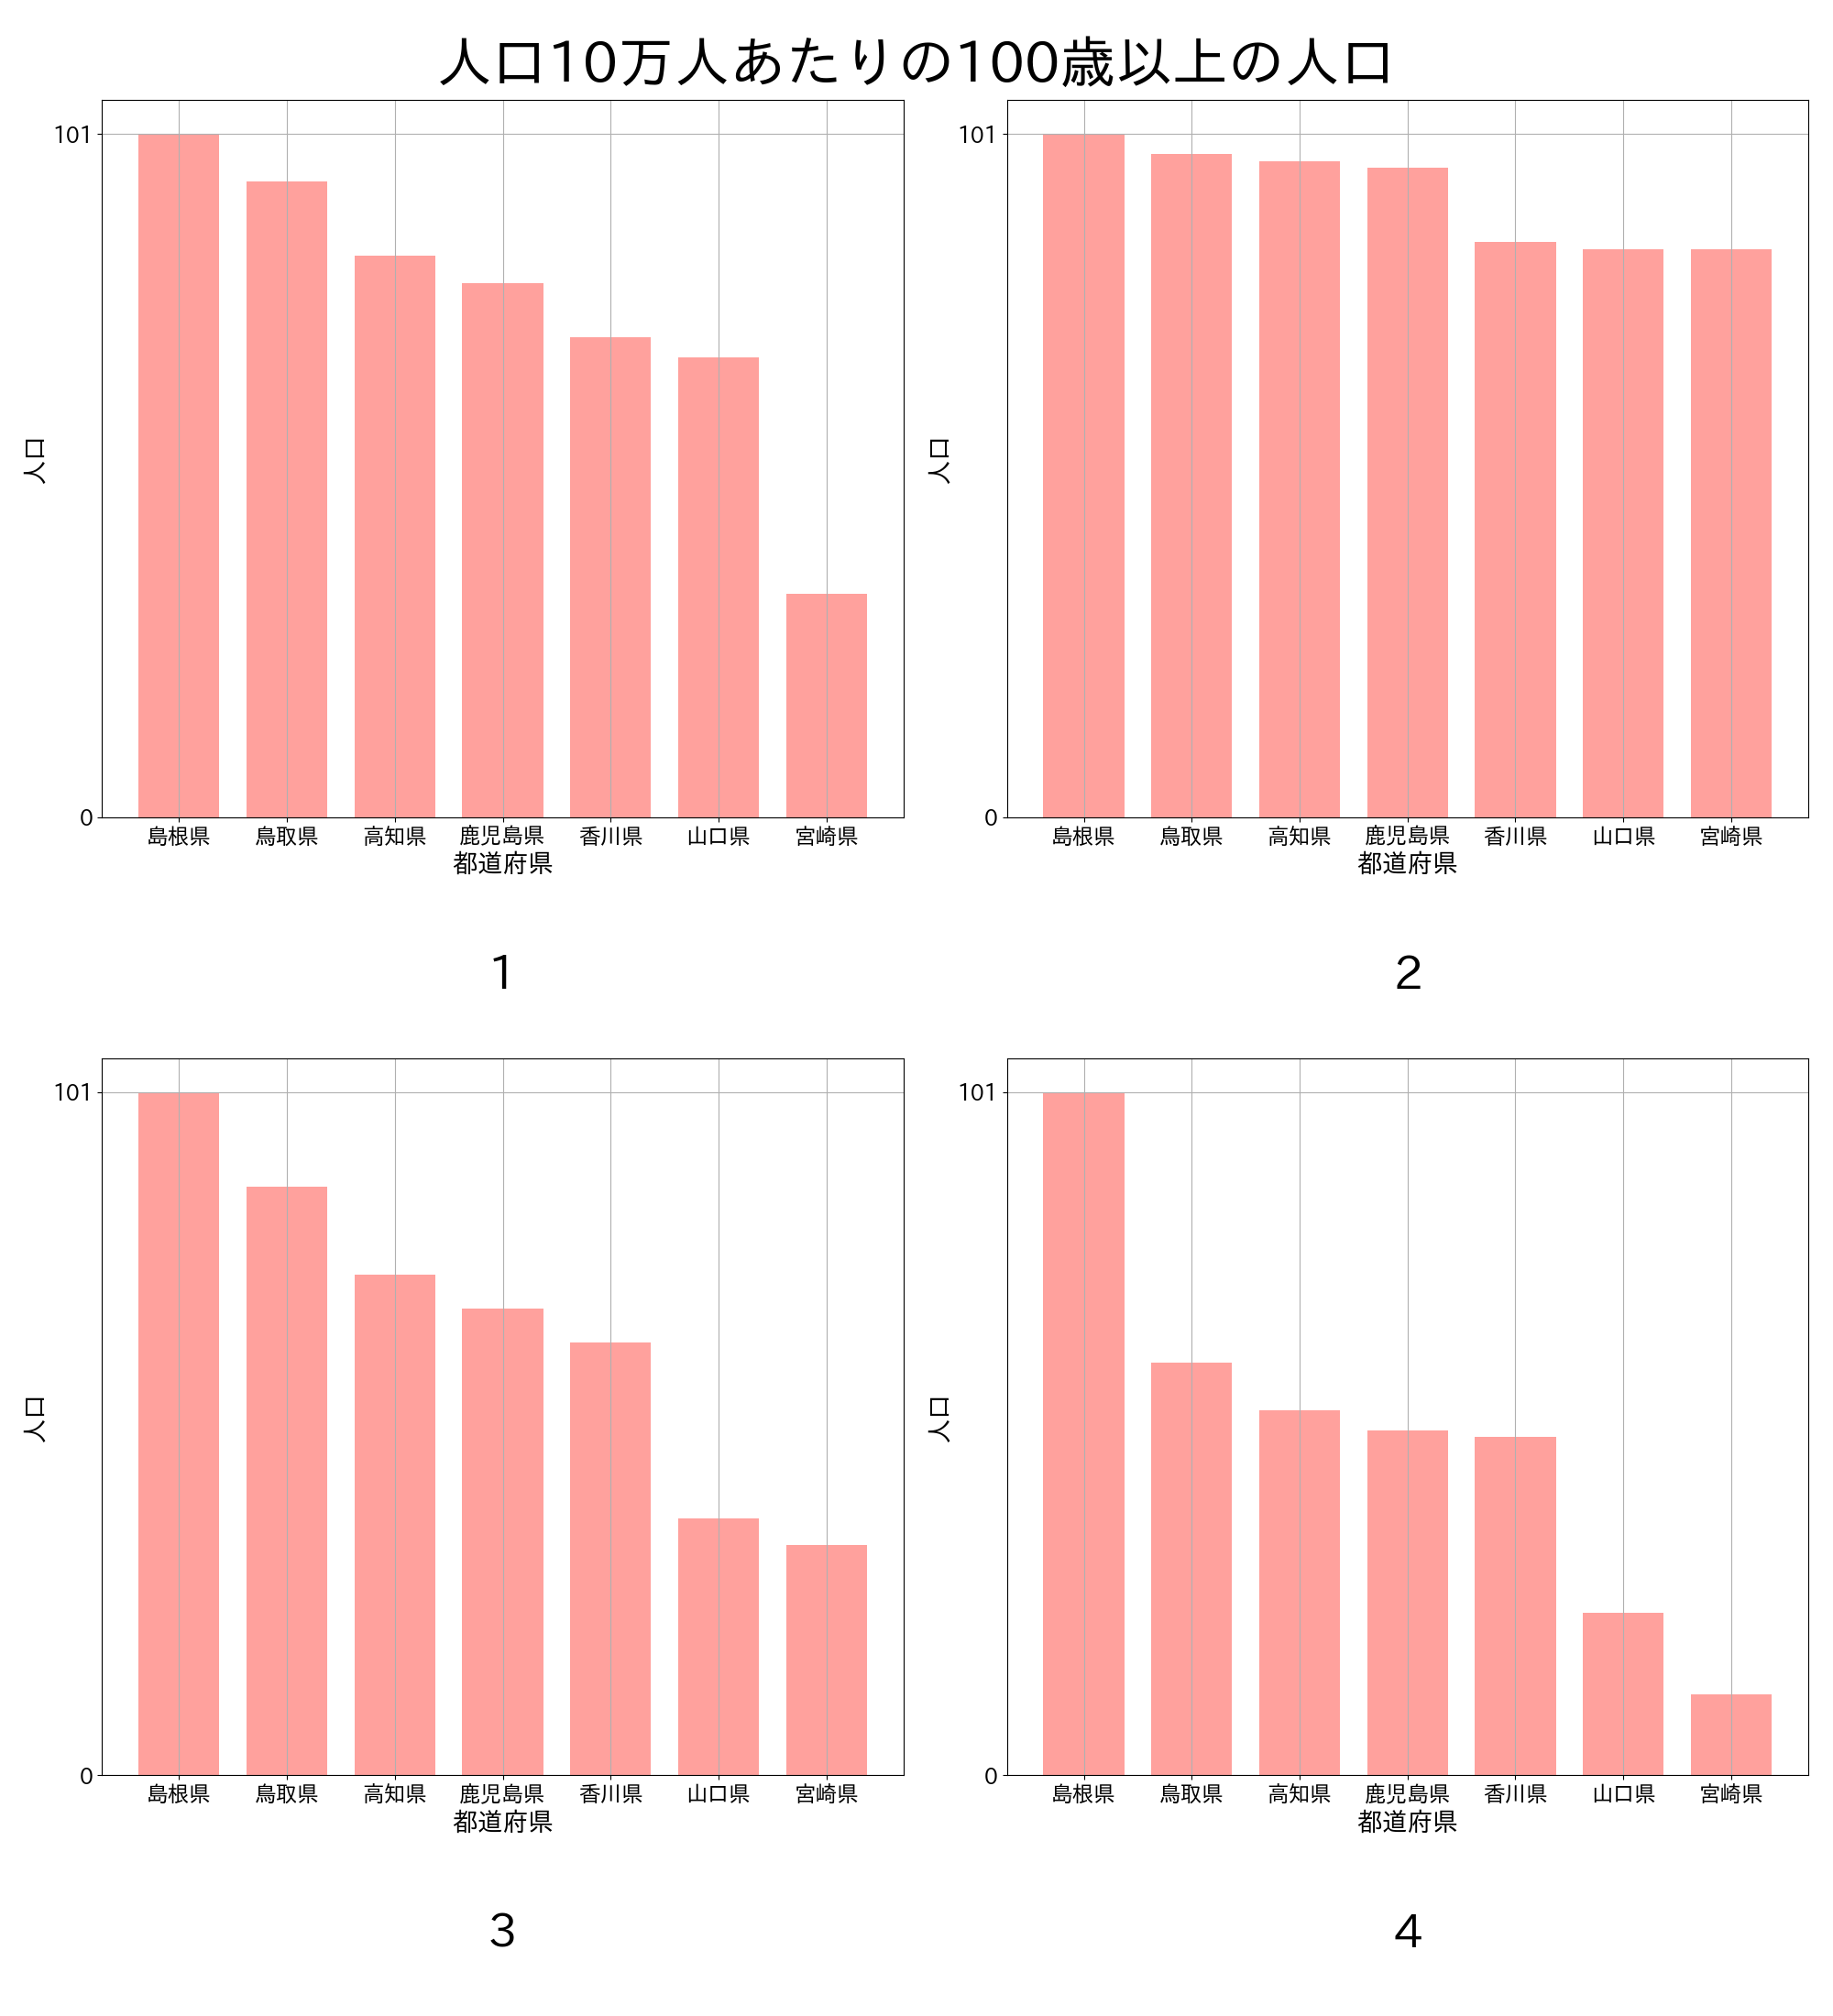 人口10万人あたりの100歳以上の人口
101
人口
0
島根県 鳥取県 高知県 鹿児島県 香川県 山口県 宮崎県
都道府県
1
101
人口
0
島根県 鳥取県 高知県 鹿児島県 香川県 山口県 宮崎県
都道府県
2
101
人口
0
島根県 鳥取県 高知県 鹿児島県 香川県 山口県 宮崎県
都道府県
3
101
人口
0
島根県 鳥取県 高知県 鹿児島県 香川県 山口県 宮崎県
都道府県
4